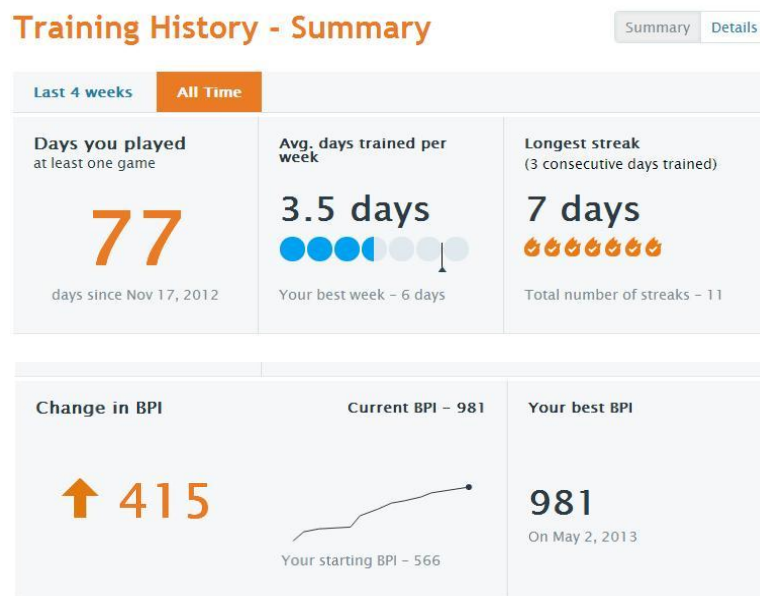 Training History - Summary
Summary
Details
Last 4 weeks
All Time
Days you played
at least one game
77
days since Nov 17, 2012
Avg. days trained per
week
3.5 days
Your best week – 6 days
Longest streak
(3 consecutive days trained)
7 days
Total number of streaks – 11
Change in BPI
Current BPI – 981
415
Your starting BPI – 566
Your best BPI
981
On May 2, 2013